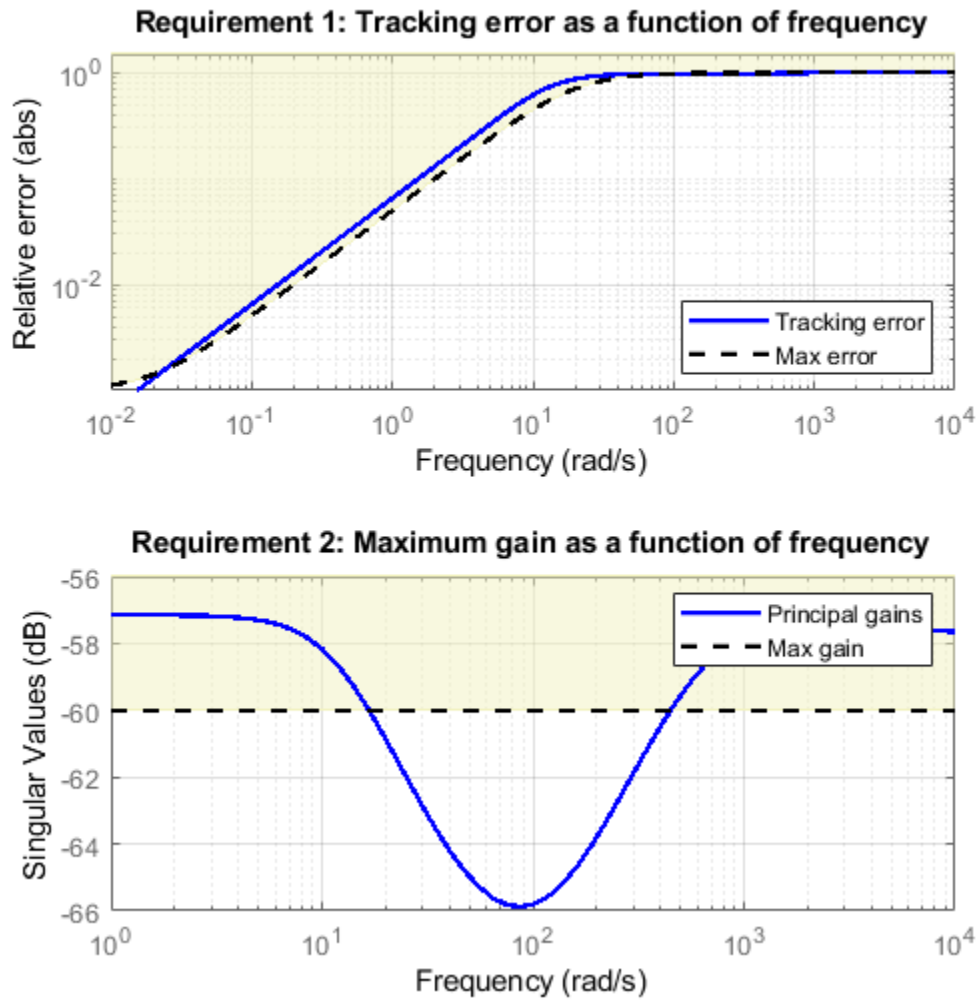 Requirement 1: Tracking error as a function of frequency
10^0
10^-2
Relative error (abs)
Tracking error
Max error
10^-2 10^-1 10^0 10^1 10^2 10^3 10^4
Frequency (rad/s)
Requirement 2: Maximum gain as a function of frequency
-56
-58
-60
-62
-64
-66
Singular Values (dB)
Principal gains
Max gain
10^0 10^1 10^2 10^3 10^4
Frequency (rad/s)